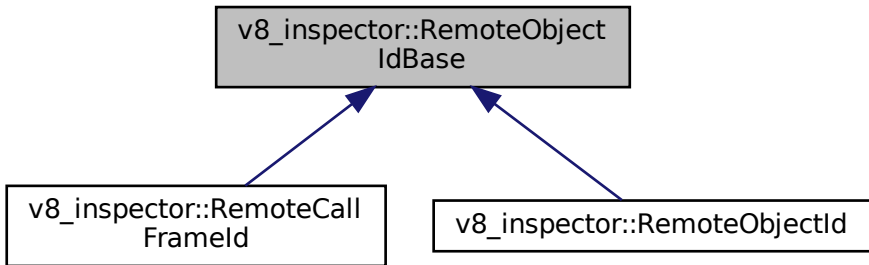 v8_inspector::RemoteObject
IdBase
v8_inspector::RemoteCall
FrameId
v8_inspector::RemoteObjectId